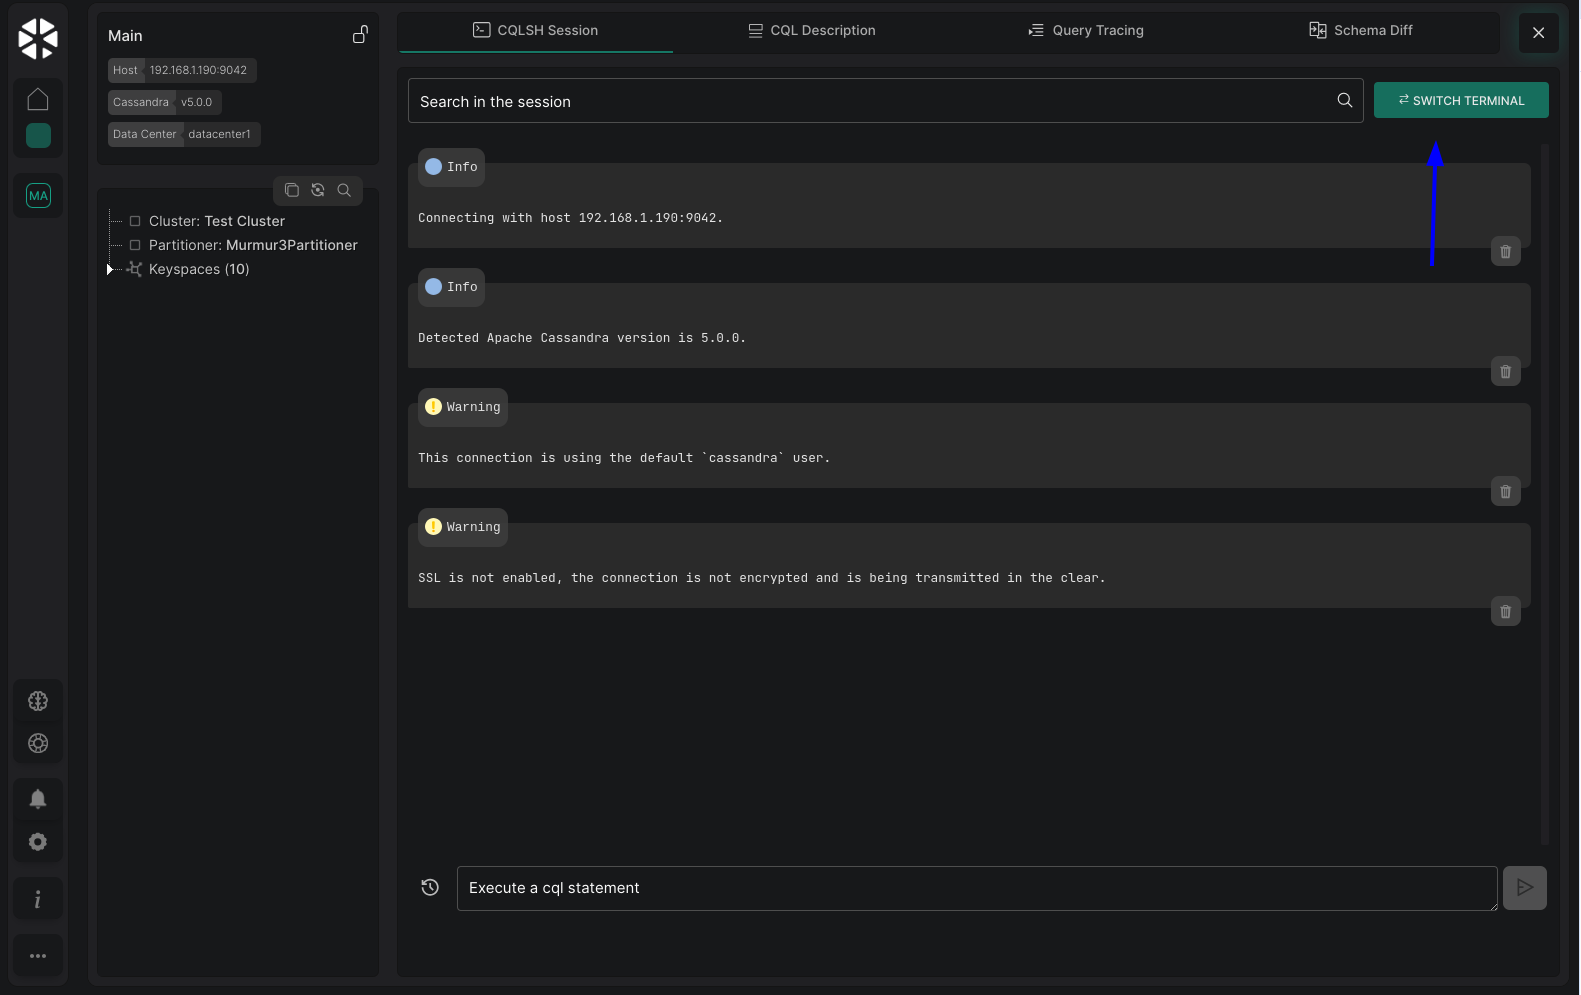 Main
Host 192.168.1.190:9042
Cassandra v5.0.0
Data Center datacenter1
MA
Cluster: Test Cluster
Partitioner: Murmur3Partitioner
Keyspaces (10)
CQLSH Session
CQL Description
Query Tracing
Schema Diff
Search in the session
SWITCH TERMINAL
Info
Connecting with host 192.168.1.190:9042.
Info
Detected Apache Cassandra version is 5.0.0.
Warning
This connection is using the default `cassandra` user.
Warning
SSL is not enabled, the connection is not encrypted and is being transmitted in the clear.
Execute a cql statement